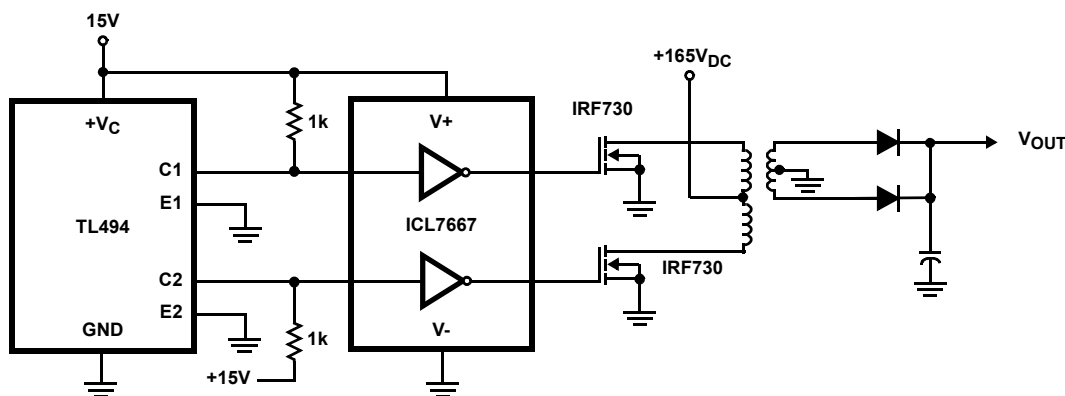 15V
+165VDC
IRF730
+VC
1k
V+
VOUT
C1
E1
TL494
ICL7667
C2
IRF730
E2
GND
1k
V-
+15V